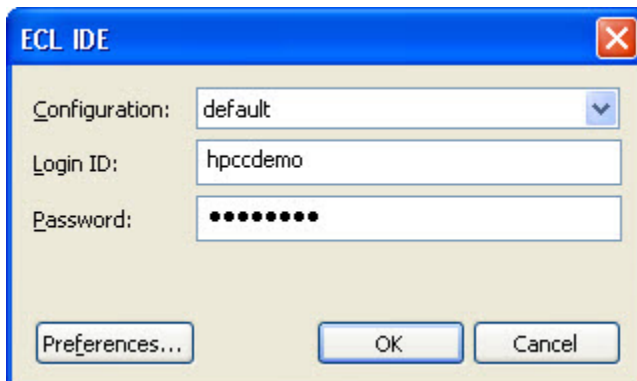 ECL IDE
Configuration: default
Login ID: hpccdemo
Password: ••••••••
Preferences... OK Cancel